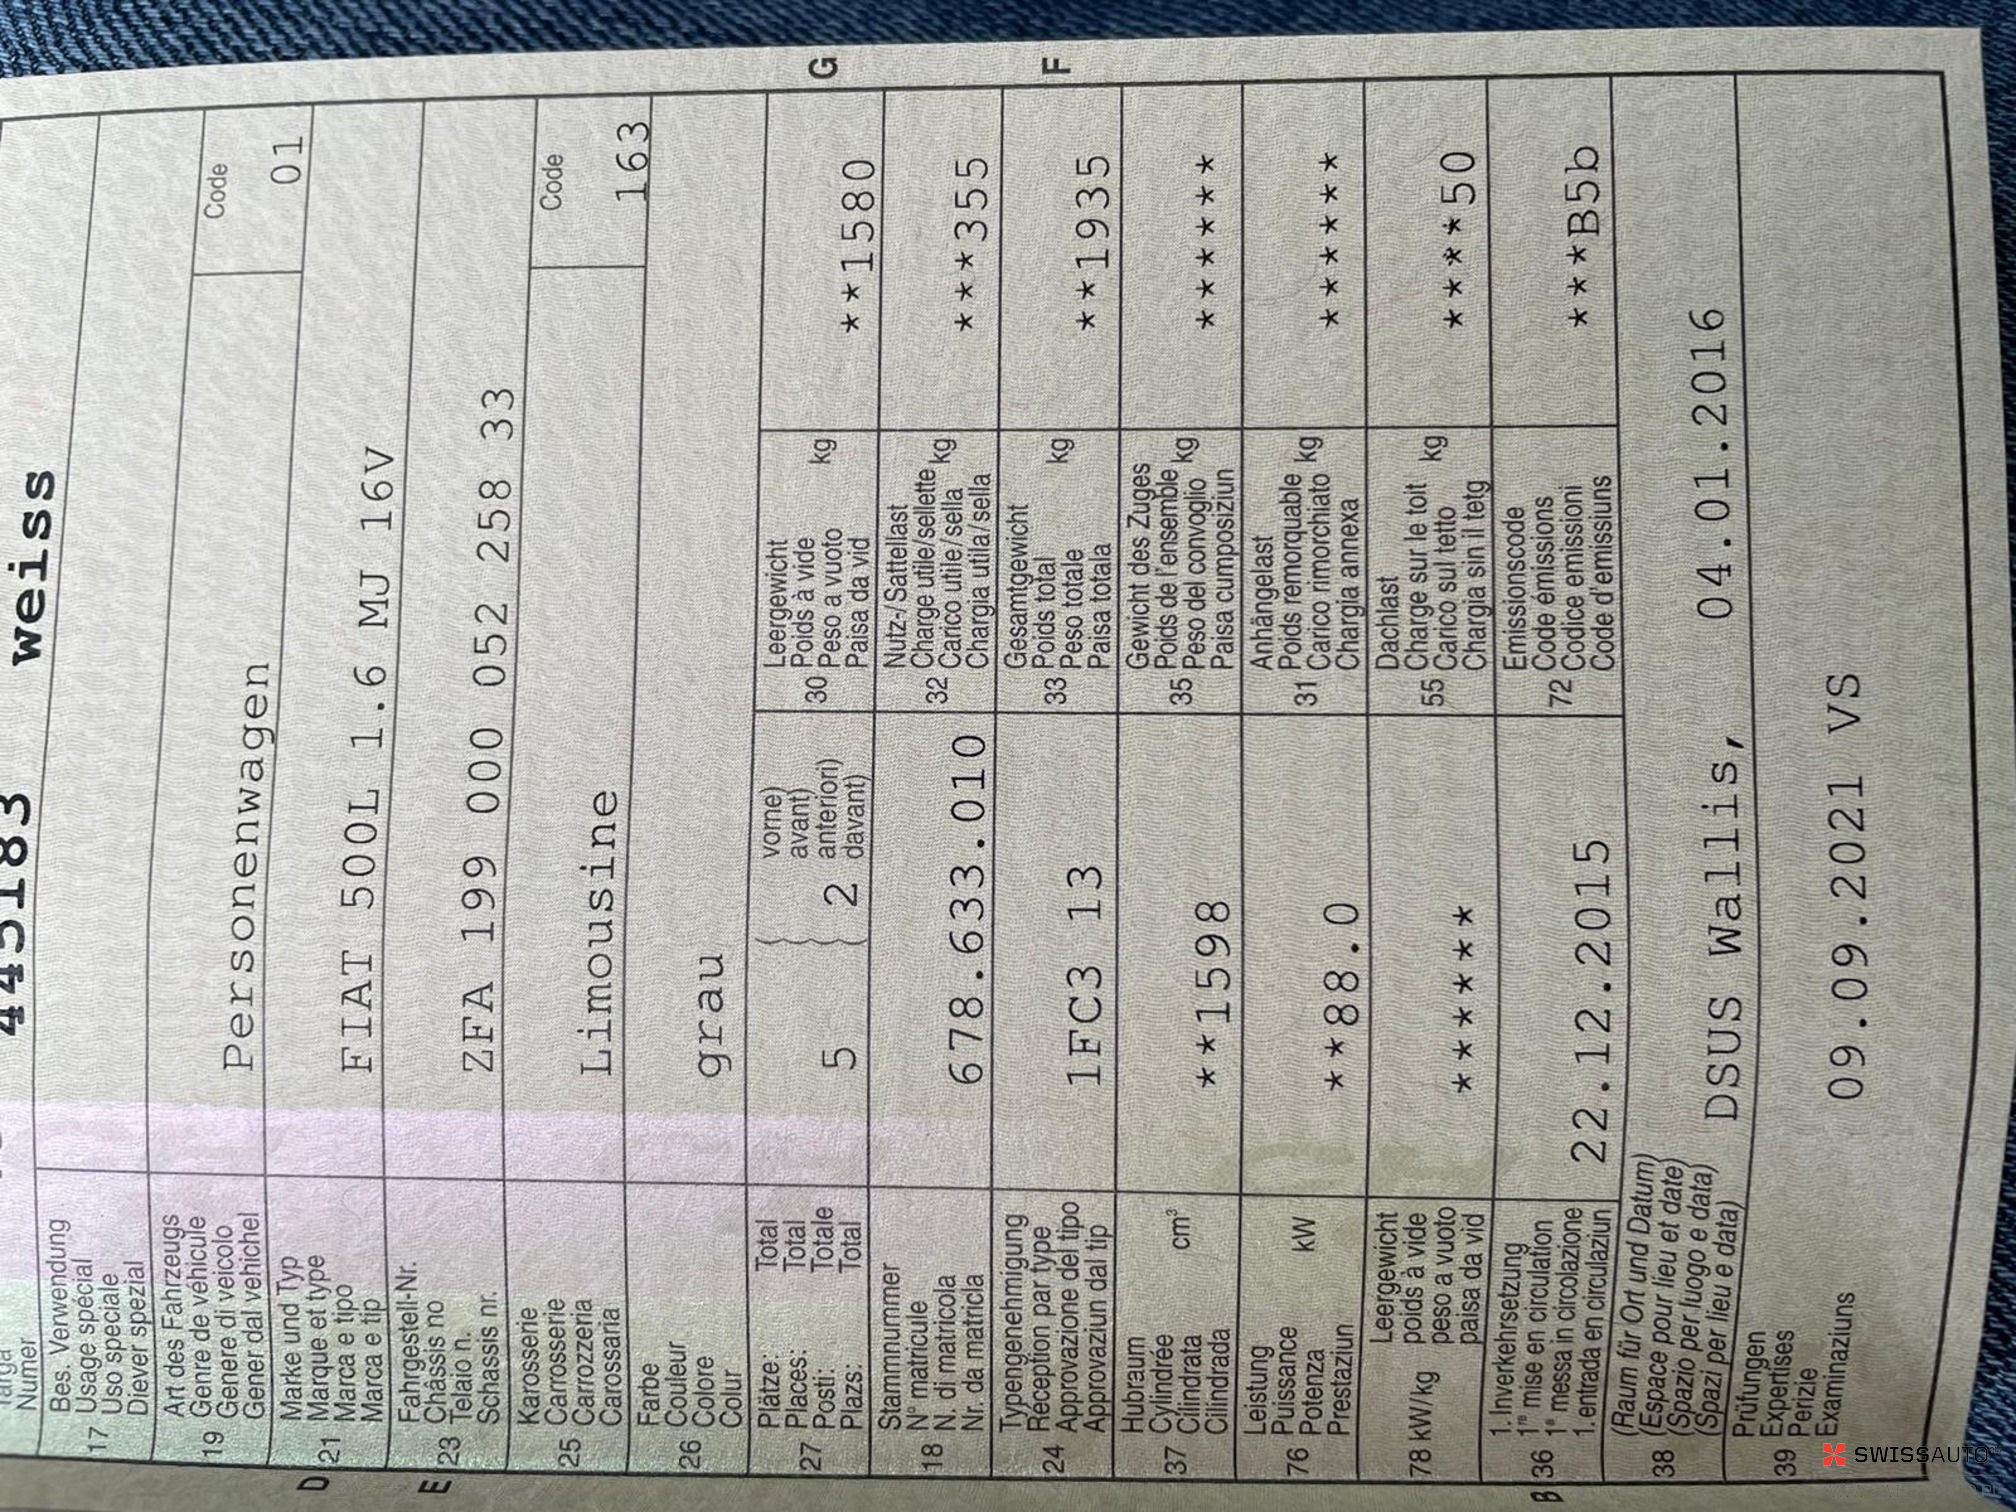 Numer
445183 weiss
17
Bes. Verwendung
Usage spécial
Uso speciale
Diever spezial
19
Art des Fahrzeugs
Genre de véhicule
Genere di veicolo
Gener dal vehichel
Personenwagen
Code
01
D
21
Marke und Typ
Marque et type
Marca e tipo
Marca e tip
FIAT 500L 1.6 MJ 16V
E
23
Fahrgestell-Nr.
Châssis no
Telaio n.
Schassis nr.
ZFA 199 000 052 258 33
25
Karosserie
Carrosserie
Carrozzeria
Carossaria
Limousine
Code
163
26
Farbe
Couleur
Colore
Colur
grau
27
Plätze: Total
Places: Total
Posti: Totale
Plazs: Total
5
2
vorne)
avant)
anteriori)
davant)
30
Leergewicht
Poids à vide
Peso a vuoto kg
Paisa da vid
**1580
G
18
Stammnummer
N° matricule
N. di matricola
Nr. da matricla
678.633.010
32
Nutz-/Sattellast
Charge utile/sellette
Carico utile/sella kg
Chargia utila/sella
***355
24
Typengenehmigung
Réception par type
Approvazione del tipo
Approvaziun dal tip
1FC3 13
33
Gesamtgewicht
Poids total
Peso totale kg
Paisa totala
**1935
F
37
Hubraum
Cylindrée
Cilindrata cm³
Cilindrada
**1598
35
Gewicht des Zuges
Poids de l'ensemble
Peso del convoglio kg
Paisa cumposiziun
******
76
Leistung
Puissance
Potenza kW
Prestaziun
**88.0
31
Anhängelast
Poids remorquable
Carico rimorchiato kg
Chargia annexa
******
78 kW/kg
Leergewicht
poids à vide
peso a vuoto
paisa da vid
******
55
Dachlast
Charge sur le toit
Carico sul tetto kg
Chargia sin il tetg
****50
B
36
1. Inverkehrsetzung
1re mise en circulation
1a messa in circolazione
1. entrada en circulaziun
22.12.2015
72
Emissionscode
Code émissions
Codice emissioni
Code d'emissiuns
***B5b
38
(Raum für Ort und Datum)
(Espace pour lieu et date)
(Spazio per luogo e data)
(Spazi per lieu e data)
DSUS Wallis, 04.01.2016
39
Prüfungen
Expertises
Perizie
Examinaziuns
09.09.2021 VS
SWISSAUTO